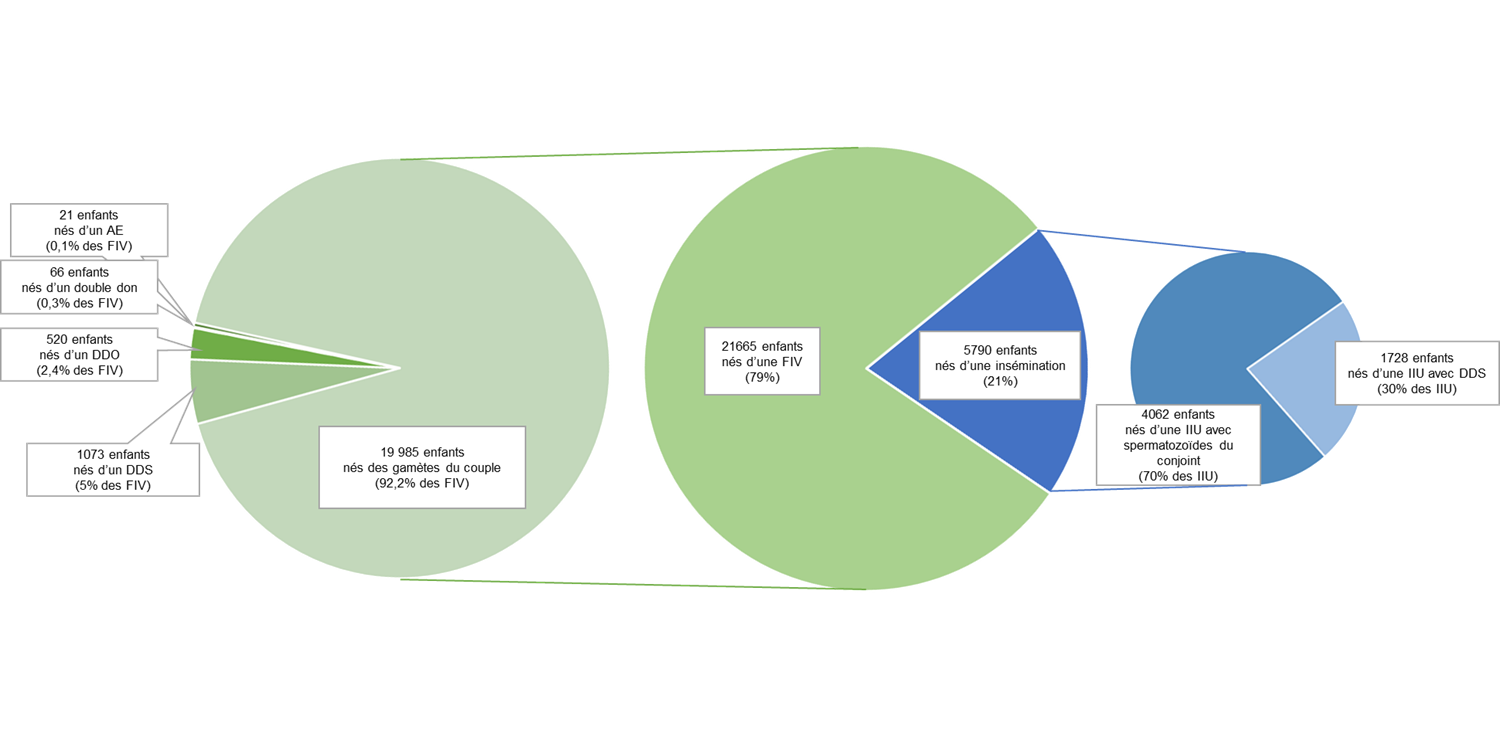 21 enfants
nés d’un AE
(0,1% des FIV)
66 enfants
nés d’un double don
(0,3% des FIV)
520 enfants
nés d’un DDO
(2,4% des FIV)
1073 enfants
nés d’un DDS
(5% des FIV)
19 985 enfants
nés des gamètes du couple
(92,2% des FIV)
21665 enfants
nés d’une FIV
(79%)
5790 enfants
nés d’une insémination
(21%)
4062 enfants
nés d’une IIU avec
spermatozoïdes du
conjoint
(70% des IIU)
1728 enfants
nés d’une IIU avec DDS
(30% des IIU)